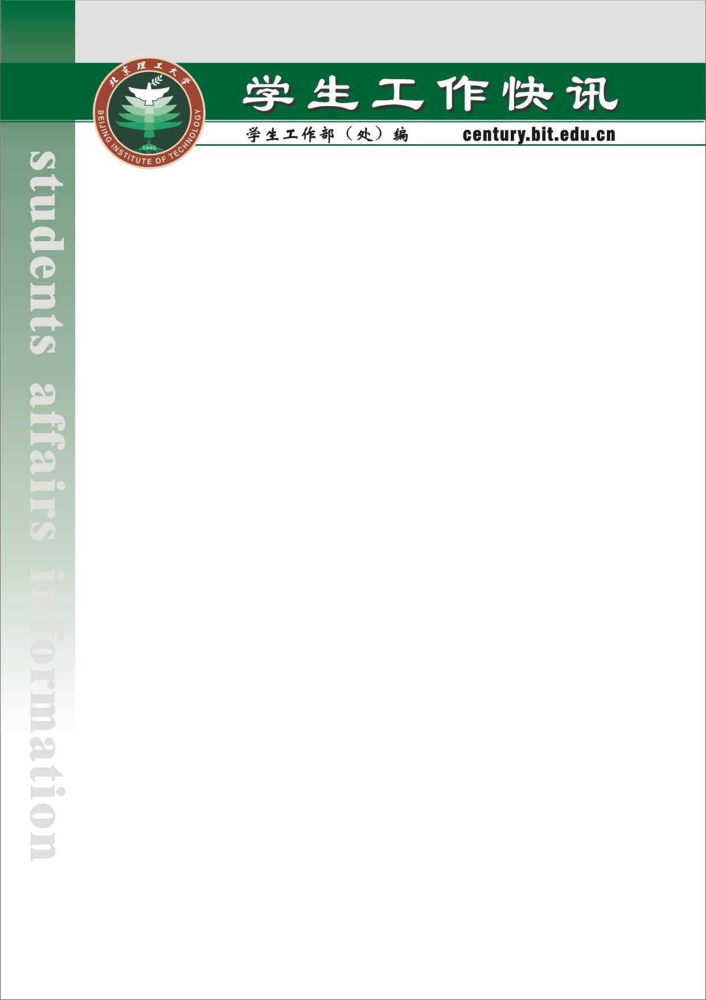 北京理工大学
BEIJING INSTITUTE OF TECHNOLOGY
1940
学生工作快讯
学生工作部（处）编 century.bit.edu.cn
students affairs information